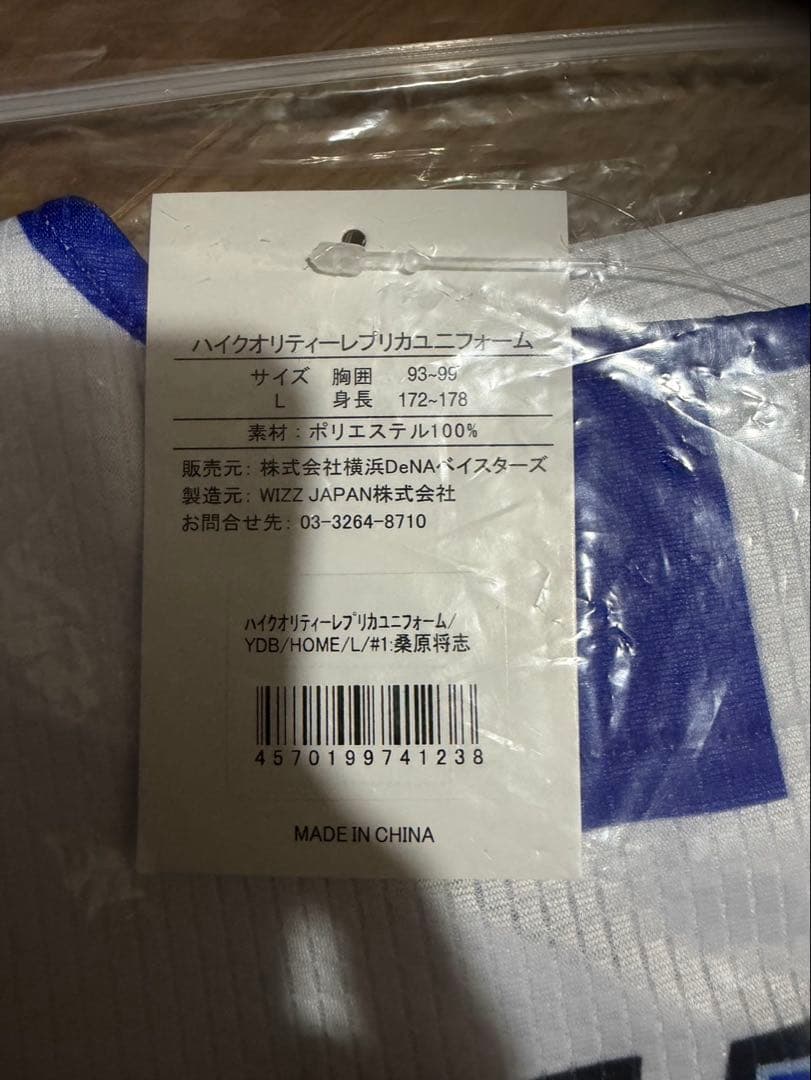 ハイクオリティーレプリカユニフォーム
サイズ 胸囲 93~99
L 身長 172~178
素材：ポリエステル100%
販売元：株式会社横浜DeNAベイスターズ
製造元：WIZZ JAPAN株式会社
お問合せ先：03-3264-8710
ﾊｲｸｵﾘﾃｨｰﾚﾌﾟﾘｶﾕﾆﾌｫｰﾑ/
YDB/HOME/L/#1:桑原将志
4570199741238
MADE IN CHINA